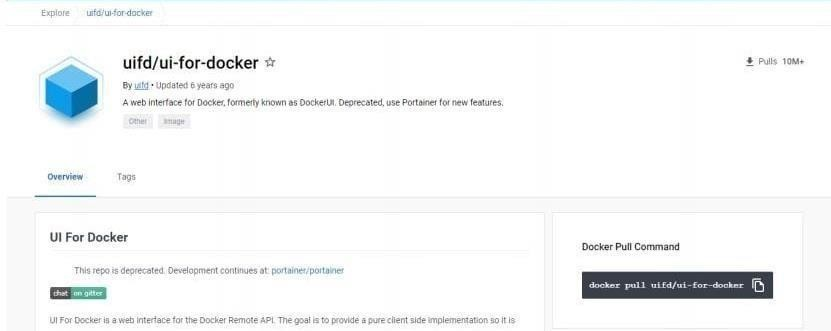 Explore uifd/ui-for-docker
uifd/ui-for-docker
Pulls 10M+
By uifd • Updated 6 years ago
A web interface for Docker, formerly known as DockerUI. Deprecated, use Portainer for new features.
Other Image
Overview Tags
UI For Docker
This repo is deprecated. Development continues at: portainer/portainer
chat on gitter
UI For Docker is a web interface for the Docker Remote API. The goal is to provide a pure client side implementation so it is
Docker Pull Command
docker pull uifd/ui-for-docker